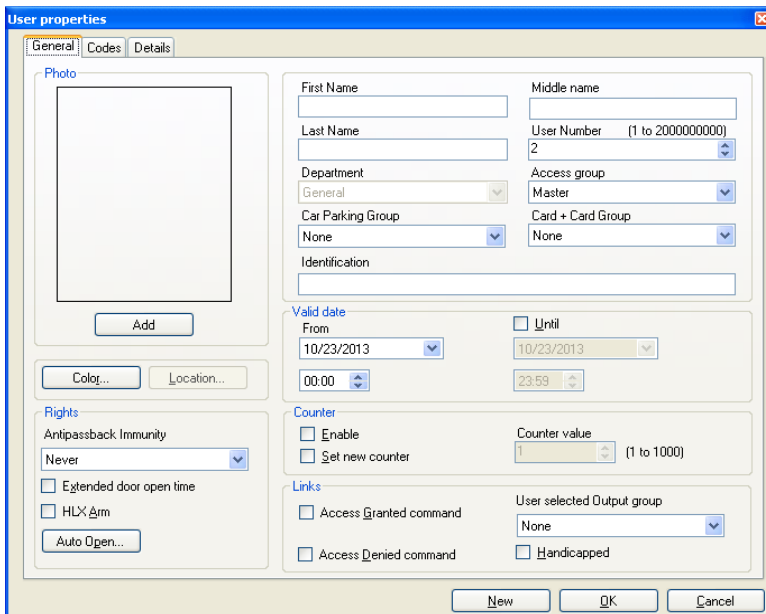 User properties
General Codes Details
Photo
Add
Color... Location...
Rights
Antipassback Immunity
Never
Extended door open time
HLX Arm
Auto Open...
First Name Middle name
Last Name User Number (1 to 2000000000)
2
Department Access group
General Master
Car Parking Group Card + Card Group
None None
Identification
Valid date
From Until
10/23/2013 10/23/2013
00:00 23:59
Counter
Enable Counter value
Set new counter 1 (1 to 1000)
Links
User selected Output group
Access Granted command None
Access Denied command Handicapped
New OK Cancel